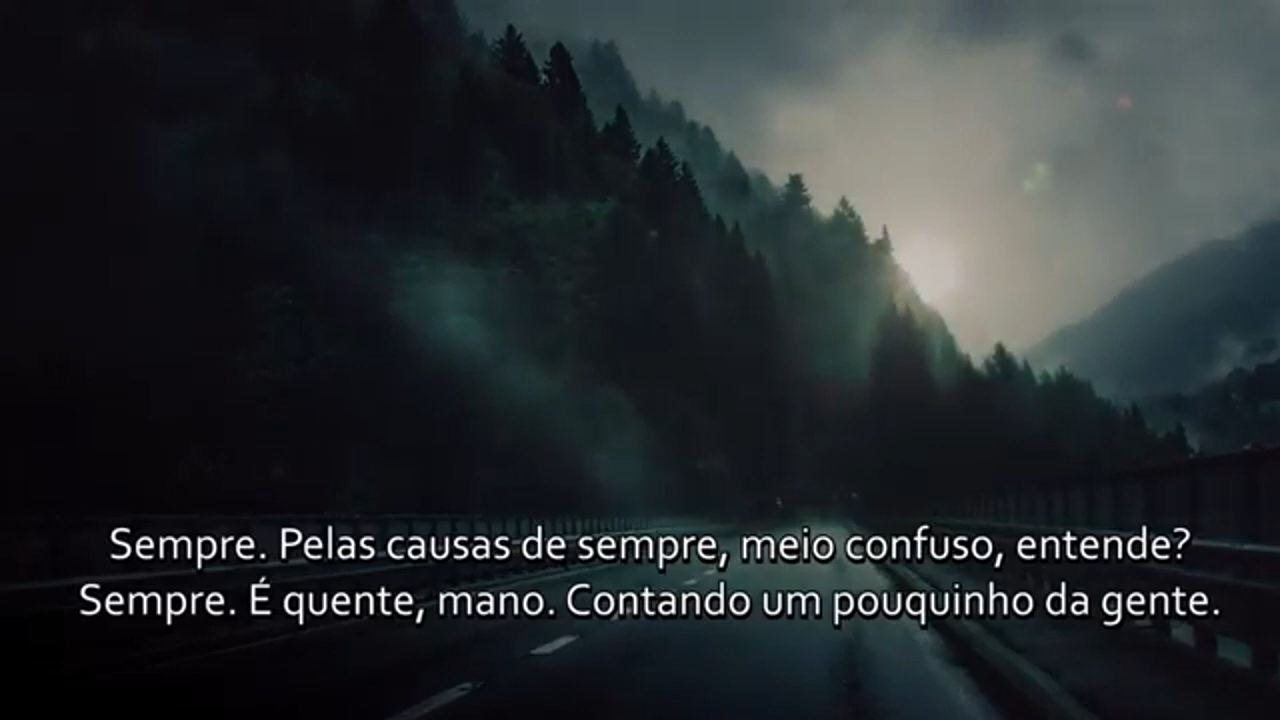 Sempre. Pelas causas de sempre, meio confuso, entende?
Sempre. É quente, mano. Contando um pouquinho da gente.